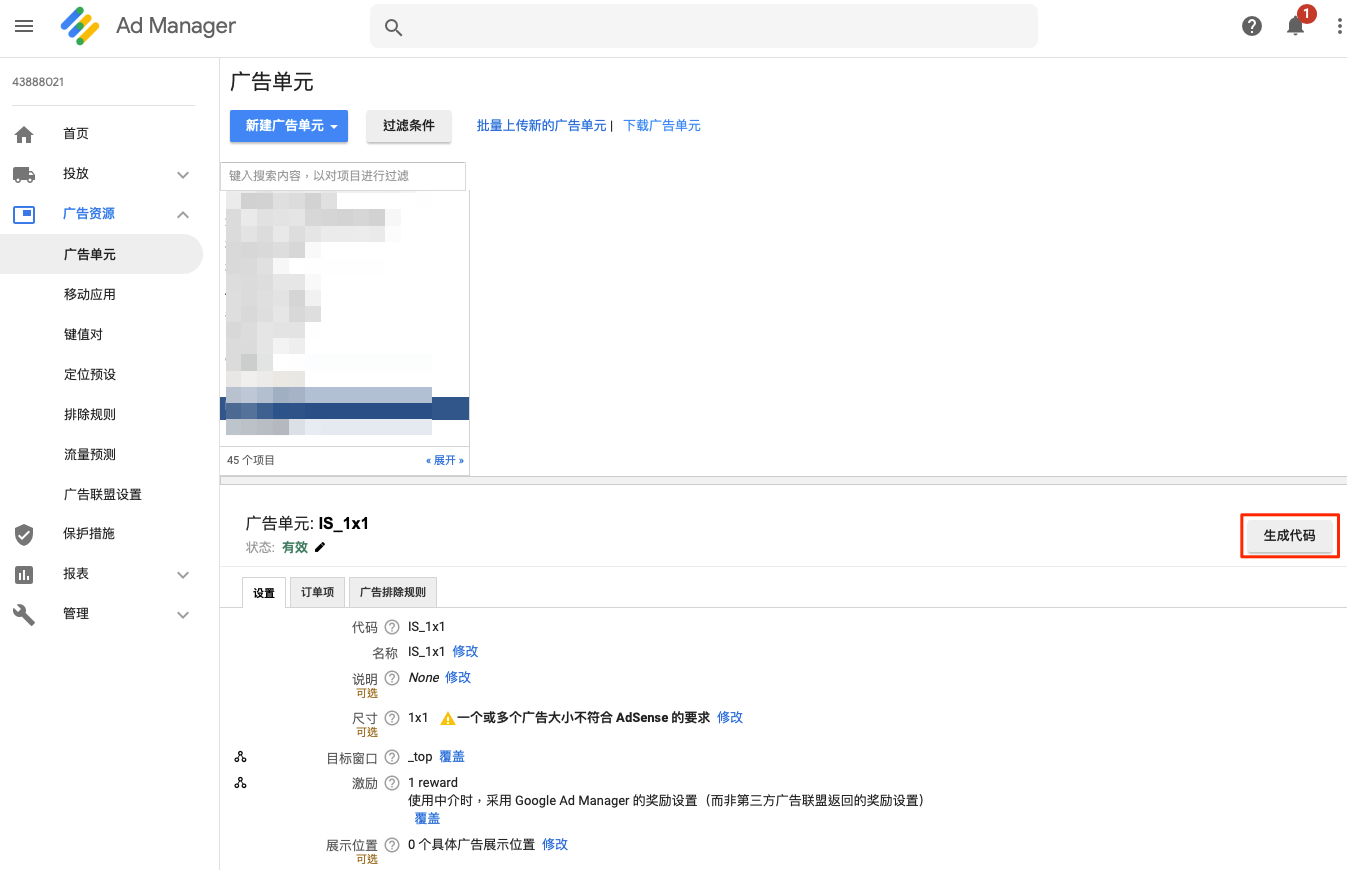 Ad Manager
1
43888021
首页
投放
广告资源
广告单元
移动应用
键值对
定位预设
排除规则
流量预测
广告联盟设置
保护措施
报表
管理
广告单元
新建广告单元
过滤条件
批量上传新的广告单元 | 下载广告单元
键入搜索内容，以对项目进行过滤
45 个项目
« 展开 »
广告单元: IS_1x1
状态: 有效
生成代码
设置
订单项
广告排除规则
代码 ? IS_1x1
名称 IS_1x1 修改
说明 ? None 修改
可选
尺寸 ? 1x1 一个或多个广告大小不符合 AdSense 的要求 修改
可选
目标窗口 ? _top 覆盖
激励 ? 1 reward
使用中介时，采用 Google Ad Manager 的奖励设置（而非第三方广告联盟返回的奖励设置）
覆盖
展示位置 ? 0 个具体广告展示位置 修改
可选